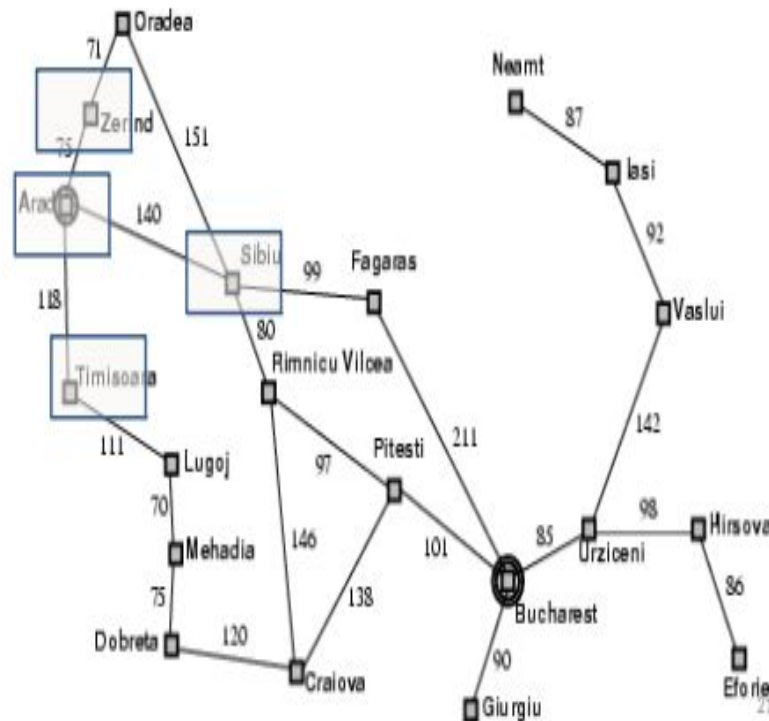 Oradea
71
Neamt
Zerind
87
75
151
Iasi
Arad
140
92
Sibiu
99
Fagaras
118
Vaslui
80
Timisoara
Rimnicu Vilcea
111
211
142
Lugoj
97
Pitesti
70
98
Hirsova
146
101
85
Urziceni
Mehadia
138
86
75
Bucharest
Dobreta
120
90
Craiova
Eforie
Giurgiu